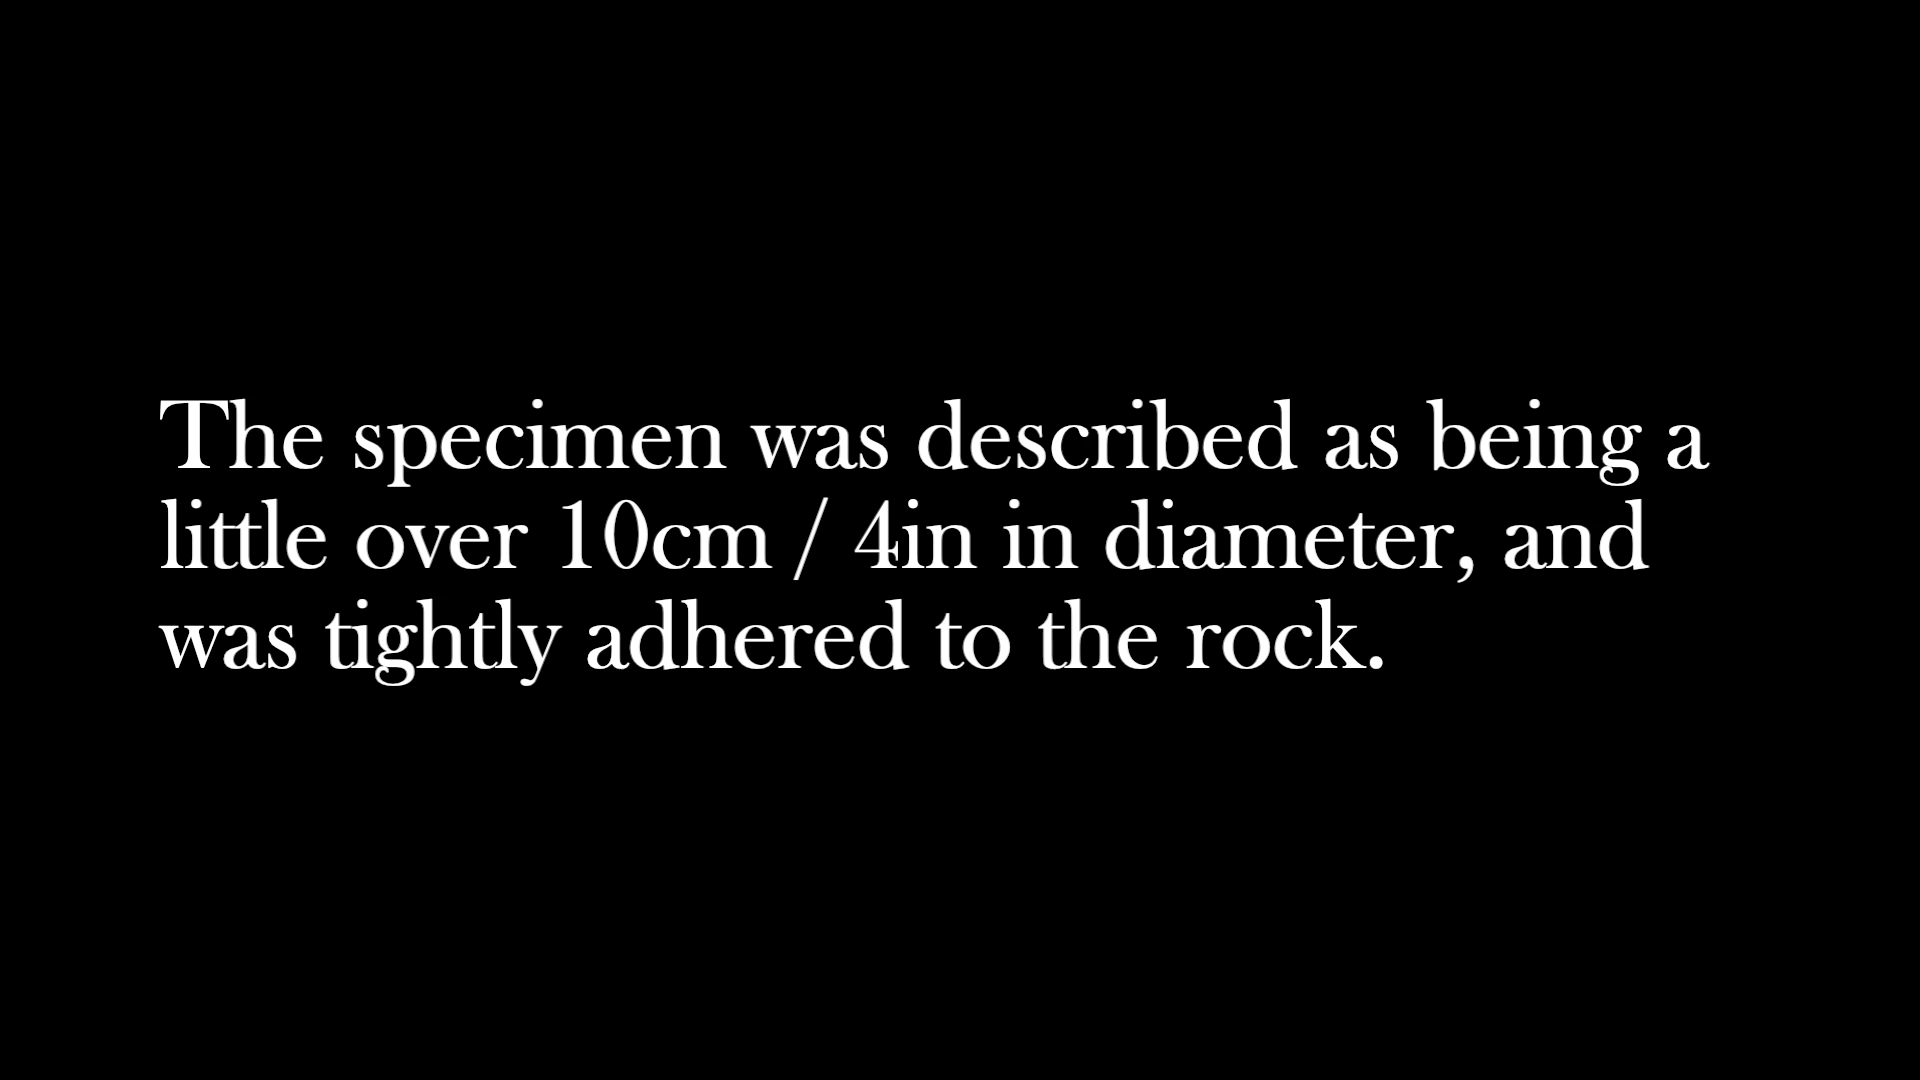 The specimen was described as being a
little over 10cm / 4in in diameter, and
was tightly adhered to the rock.